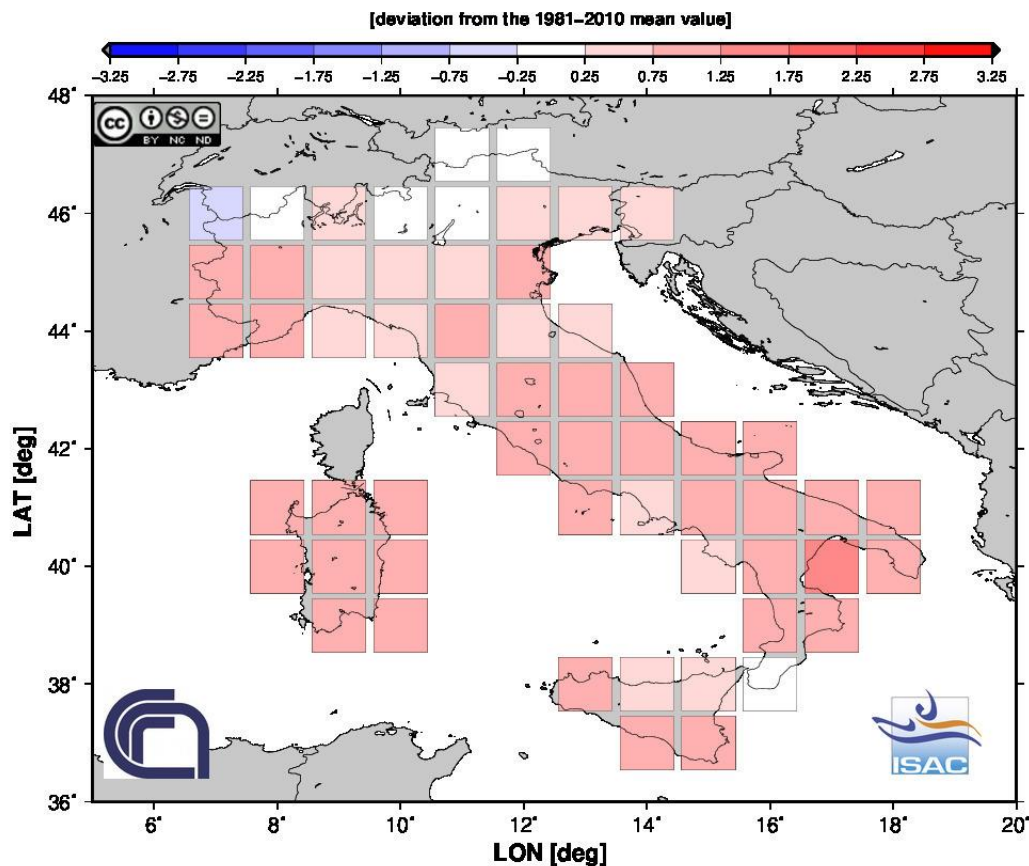 [deviation from the 1981–2010 mean value]
−3.25 −2.75 −2.25 −1.75 −1.25 −0.75 −0.25 0.25 0.75 1.25 1.75 2.25 2.75 3.25
48°
cc
BY NC ND
46°
44°
LAT [deg]
42°
40°
38°
ISAC
36°
6° 8° 10° 12° 14° 16° 18° 20°
LON [deg]